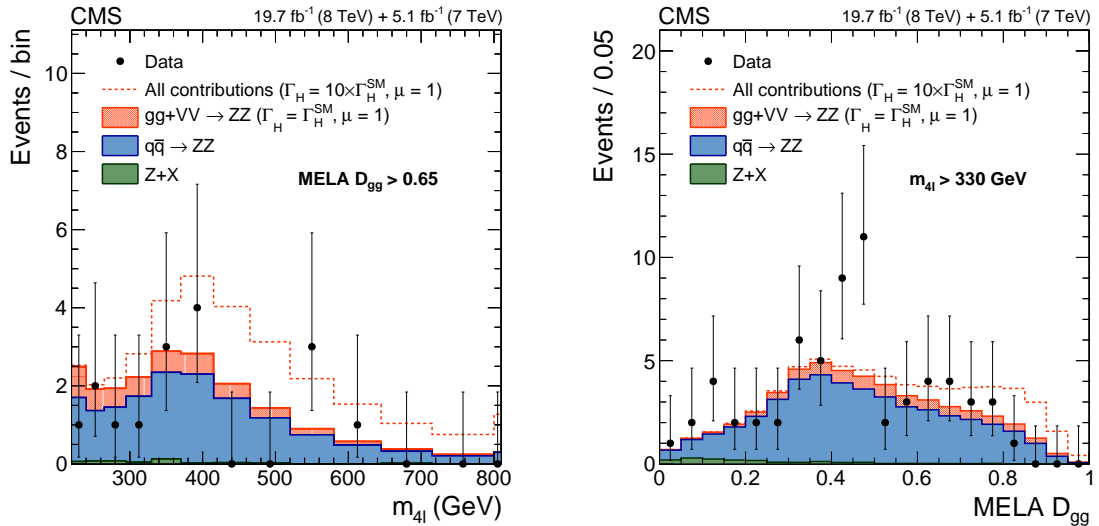 CMS
19.7 fb⁻¹ (8 TeV) + 5.1 fb⁻¹ (7 TeV)
Events / bin
10
8
6
4
2
0
Data
All contributions (Γ_H = 10×Γ_H^SM, μ = 1)
gg+VV → ZZ (Γ_H = Γ_H^SM, μ = 1)
qq̅ → ZZ
Z+X
MELA D_gg > 0.65
300 400 500 600 700 800
m_4l (GeV)
CMS
19.7 fb⁻¹ (8 TeV) + 5.1 fb⁻¹ (7 TeV)
Events / 0.05
20
15
10
5
0
Data
All contributions (Γ_H = 10×Γ_H^SM, μ = 1)
gg+VV → ZZ (Γ_H = Γ_H^SM, μ = 1)
qq̅ → ZZ
Z+X
m_4l > 330 GeV
0 0.2 0.4 0.6 0.8 1
MELA D_gg